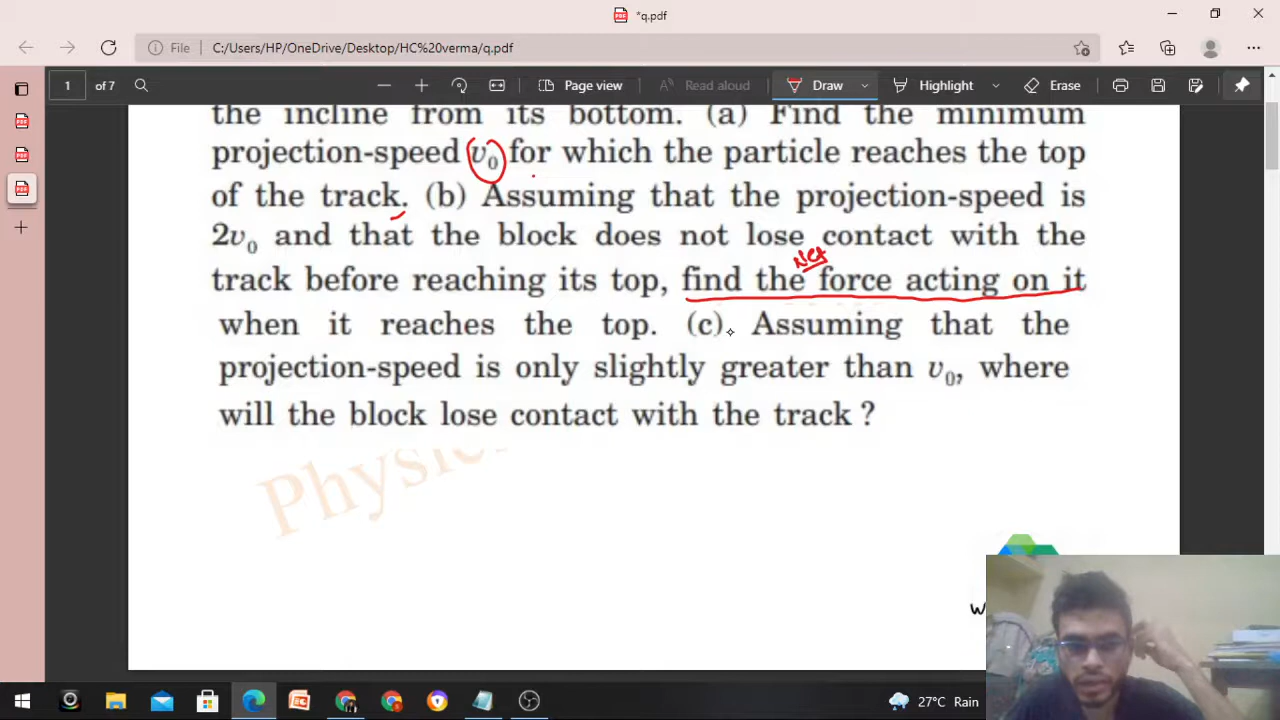 *q.pdf
File C:/Users/HP/OneDrive/Desktop/HC%20verma/q.pdf
1 of 7 Page view Read aloud Draw Highlight Erase
the incline from its bottom. (a) Find the minimum
projection-speed v₀ for which the particle reaches the top
of the track. (b) Assuming that the projection-speed is
2v₀ and that the block does not lose contact with the
Net
track before reaching its top, find the force acting on it
when it reaches the top. (c) Assuming that the
projection-speed is only slightly greater than v₀, where
will the block lose contact with the track ?
Physic
W
27°C Rain